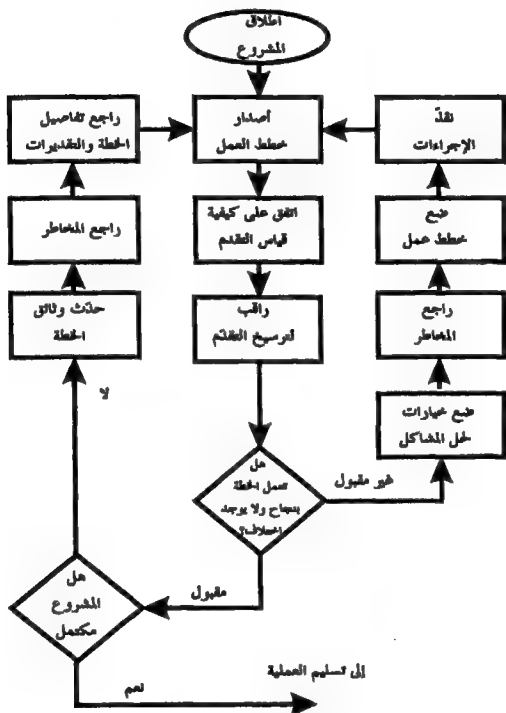 اطلاق
المشروع
أصدار
خطط العمل
نفذ
الإجراءات
راجع تفاصيل
الخطة والتقديرات
اتفق على كيفية
قياس التقدم
ضع
خطط عمل
راجع المخاطر
راقب
لترسيخ التقدّم
راجع
المخاطر
حدّث وثائق
الخطة
لا
ضع خيارات
لحل المشاكل
هل
تعمل الخطة
بنجاح ولا يوجد
اختلاف؟
غير مقبول
مقبول
هل
المشروع
مكتمل
نعم
إلى تسليم العملية